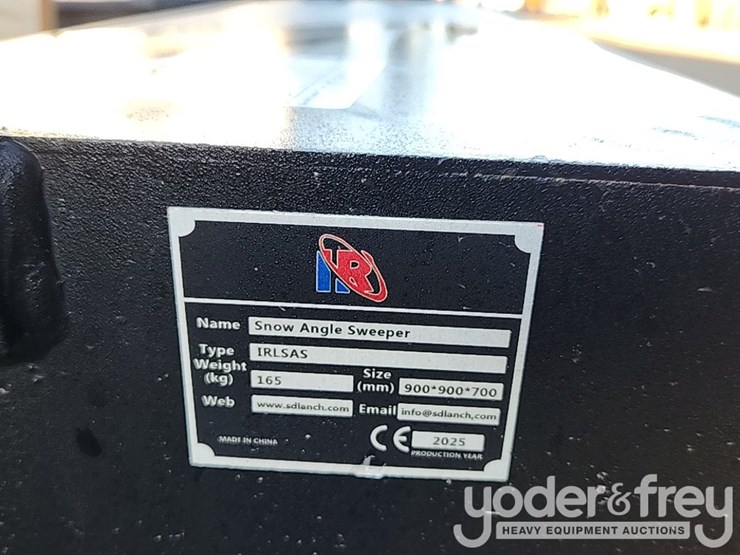 IR
Name Snow Angle Sweeper
Type IRLSAS
Weight (kg) 165 Size (mm) 900*900*700
Web www.sdlanch.com Email info@sdlanch,com
MADE IN CHINA CE 2025
PRODUCTION YEAR
yoder&frey
HEAVY EQUIPMENT AUCTIONS